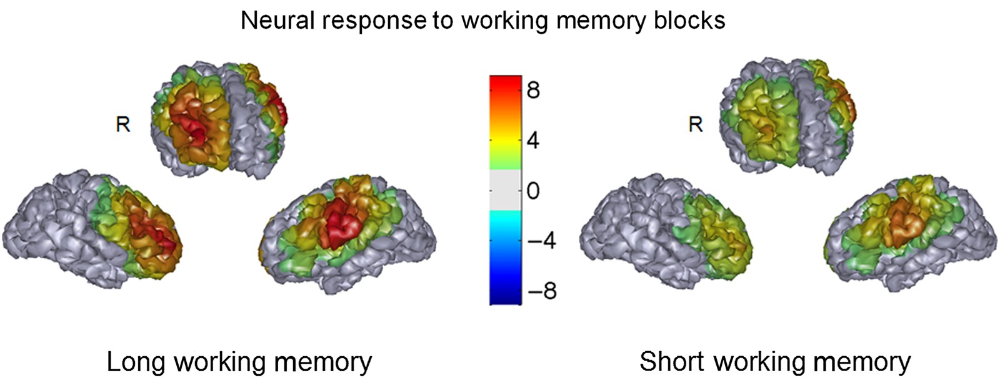 Neural response to working memory blocks
R
8
4
0
−4
−8
R
Long working memory
Short working memory